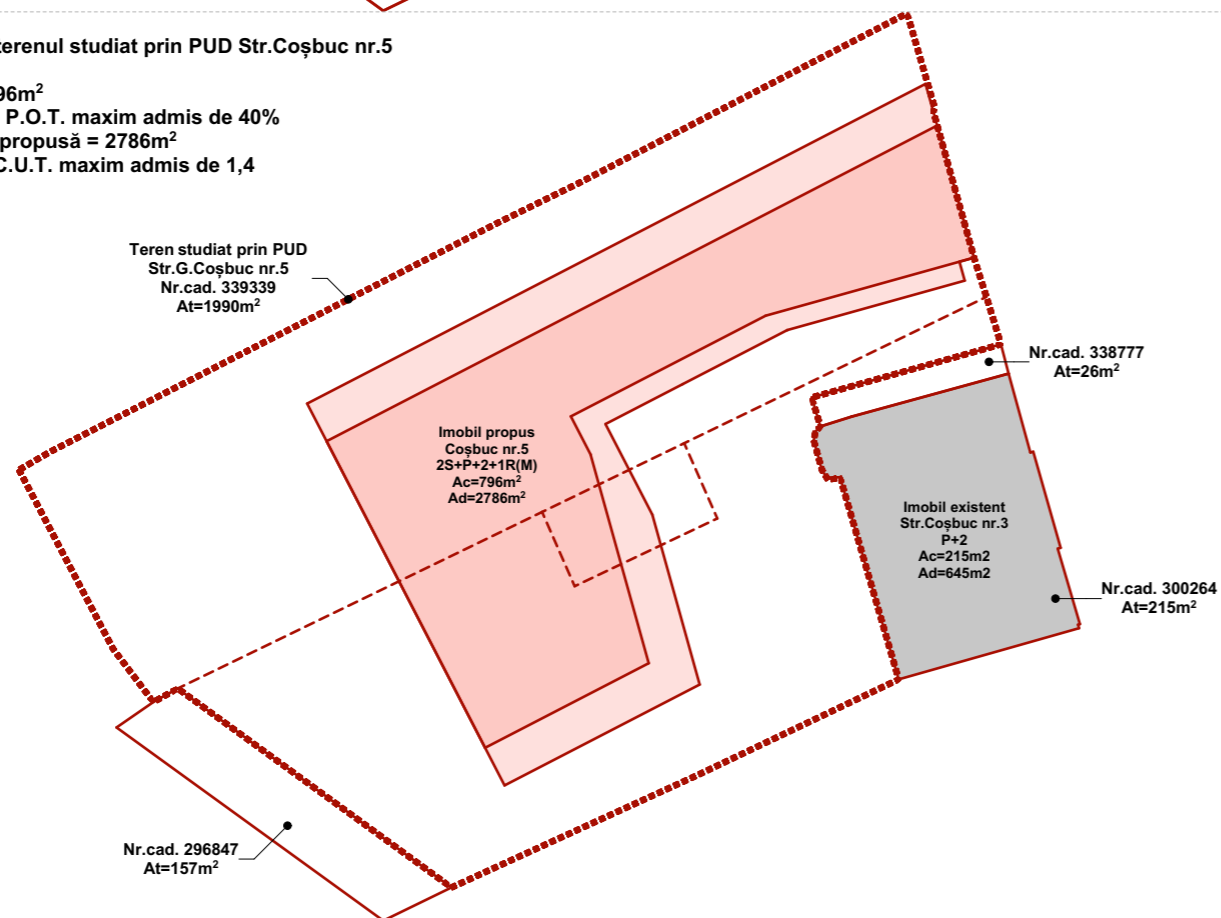 terenul studiat prin PUD Str.Coșbuc nr.5
96m²
P.O.T. maxim admis de 40%
propusă = 2786m²
C.U.T. maxim admis de 1,4
Teren studiat prin PUD
Str.G.Coșbuc nr.5
Nr.cad. 339339
At=1990m²
Nr.cad. 338777
At=26m²
Imobil propus
Coșbuc nr.5
2S+P+2+1R(M)
Ac=796m²
Ad=2786m²
Imobil existent
Str.Coșbuc nr.3
P+2
Ac=215m2
Ad=645m2
Nr.cad. 300264
At=215m²
Nr.cad. 296847
At=157m²